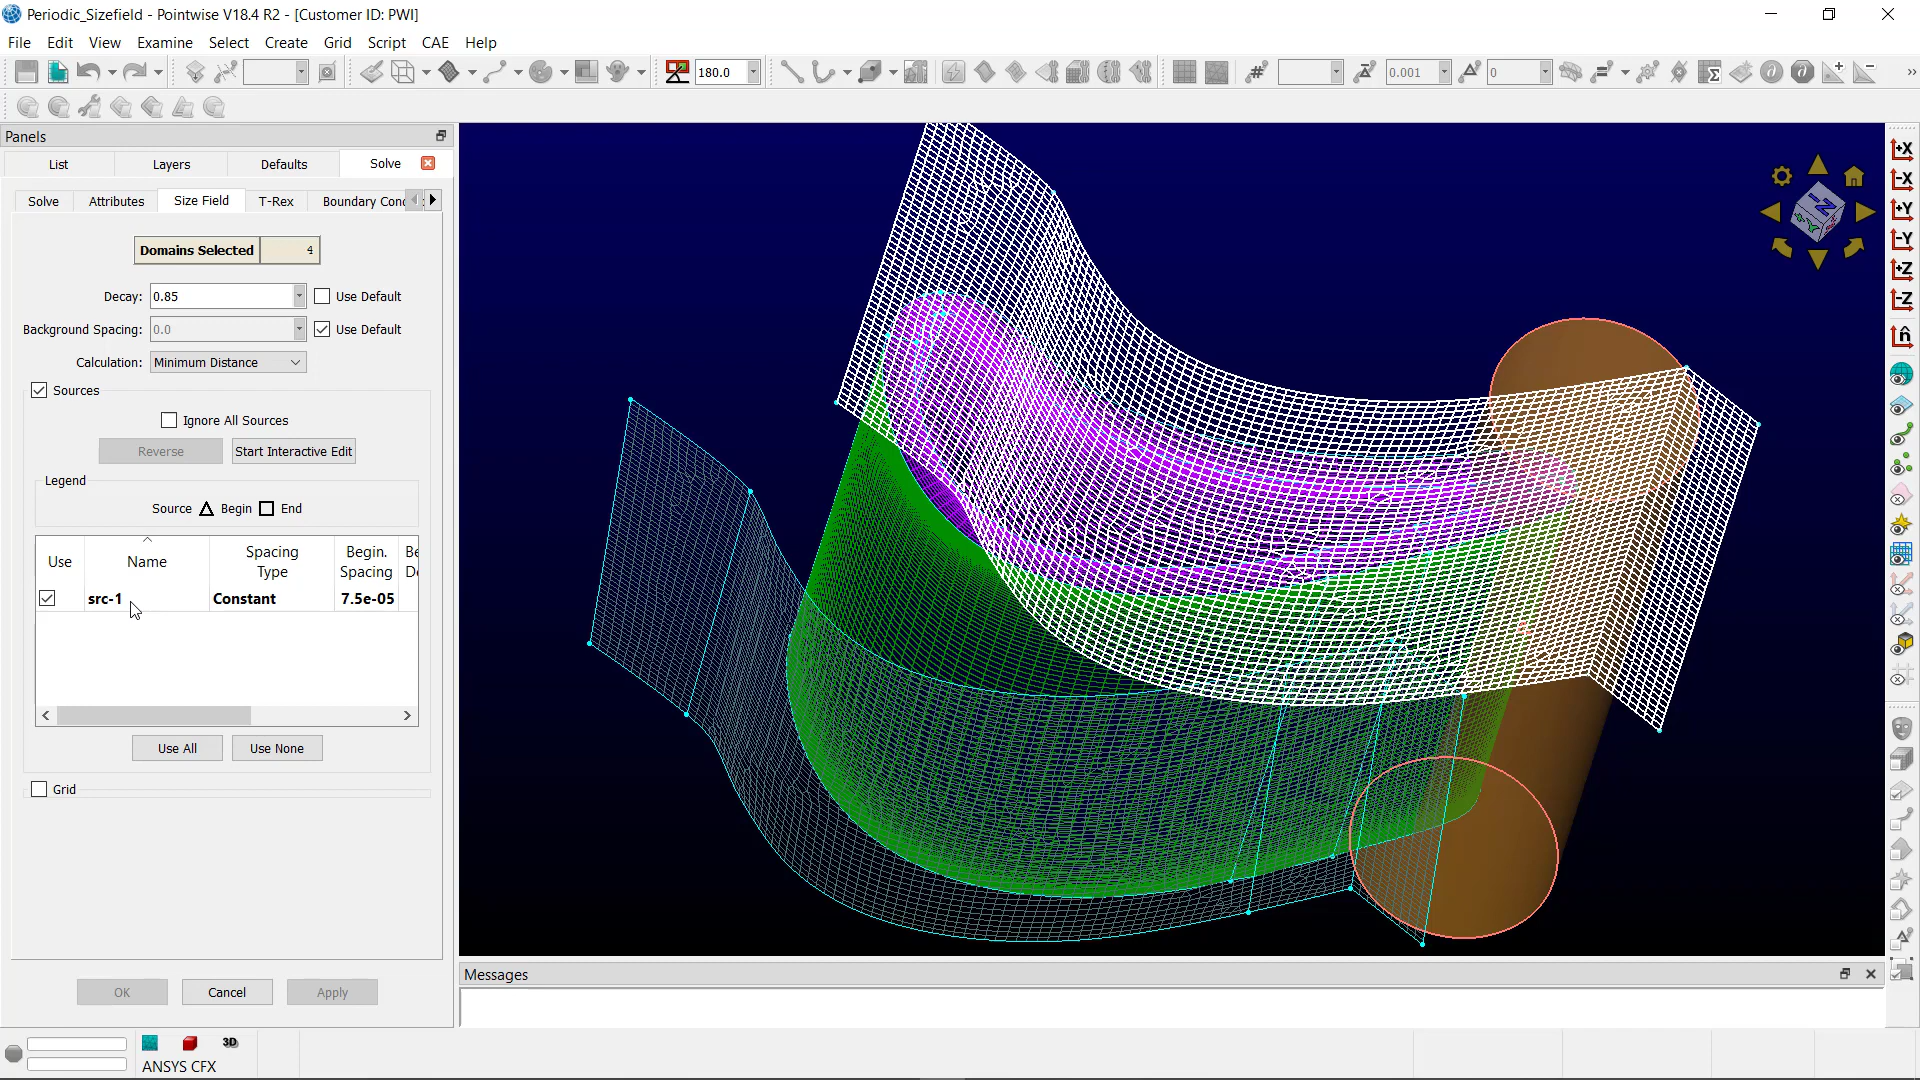 Periodic_Sizefield - Pointwise V18.4 R2 - [Customer ID: PWI]
File Edit View Examine Select Create Grid Script CAE Help
180.0 0.001 0
Panels
List Layers Defaults Solve
Solve Attributes Size Field T-Rex Boundary Cond
Domains Selected 4
Decay: 0.85 Use Default
Background Spacing: 0.0 Use Default
Calculation: Minimum Distance
Sources
Ignore All Sources
Reverse Start Interactive Edit
Legend
Source Begin End
Use Name Spacing Type Begin. Spacing Be De
src-1 Constant 7.5e-05
Use All Use None
Grid
OK Cancel Apply
Messages
3D
ANSYS CFX
+X
-X
+Y
-Y
+Z
-Z
n̂